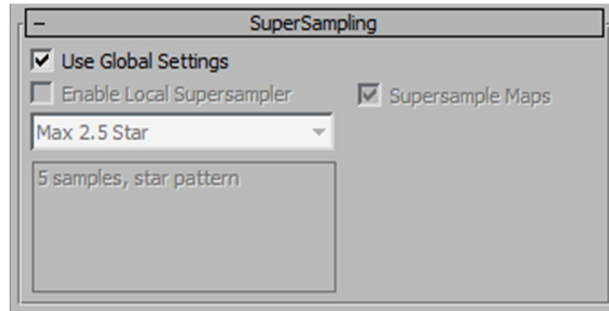 SuperSampling
Use Global Settings
Enable Local Supersampler
Supersample Maps
Max 2.5 Star
5 samples, star pattern